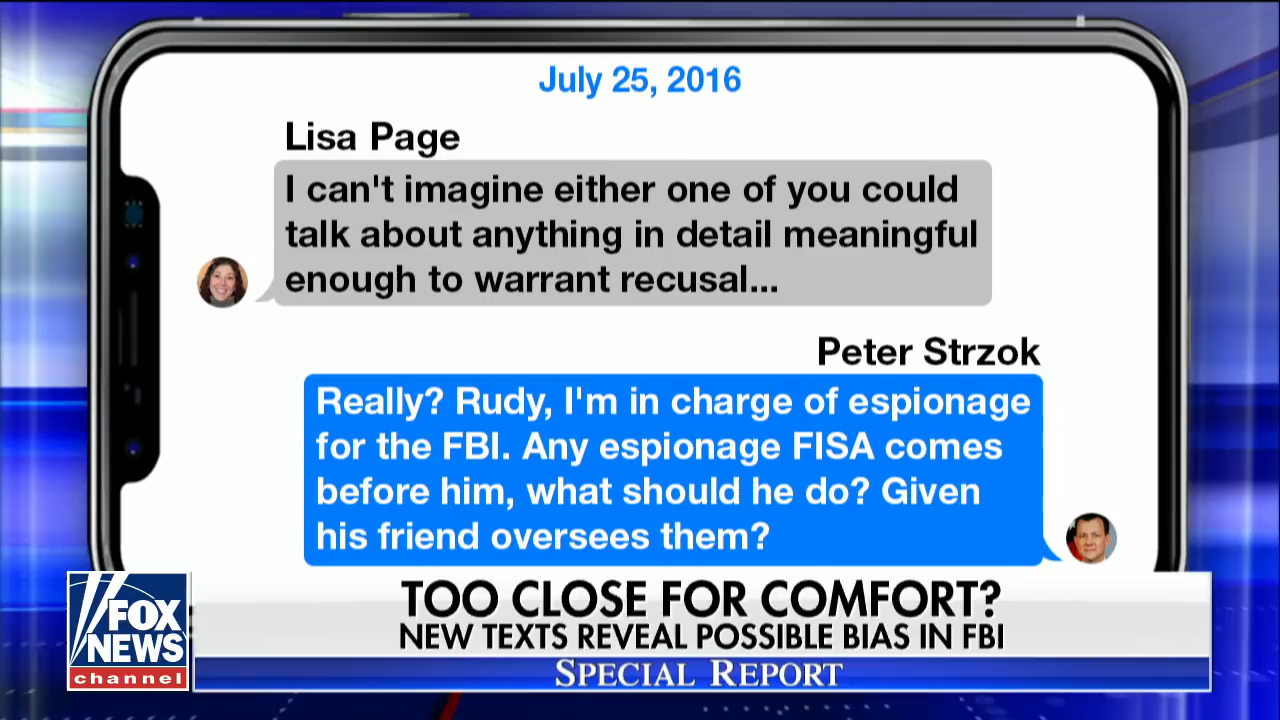 July 25, 2016
Lisa Page
I can't imagine either one of you could
talk about anything in detail meaningful
enough to warrant recusal...
Peter Strzok
Really? Rudy, I'm in charge of espionage
for the FBI. Any espionage FISA comes
before him, what should he do? Given
his friend oversees them?
TOO CLOSE FOR COMFORT?
NEW TEXTS REVEAL POSSIBLE BIAS IN FBI
SPECIAL REPORT
FOX
NEWS
channel